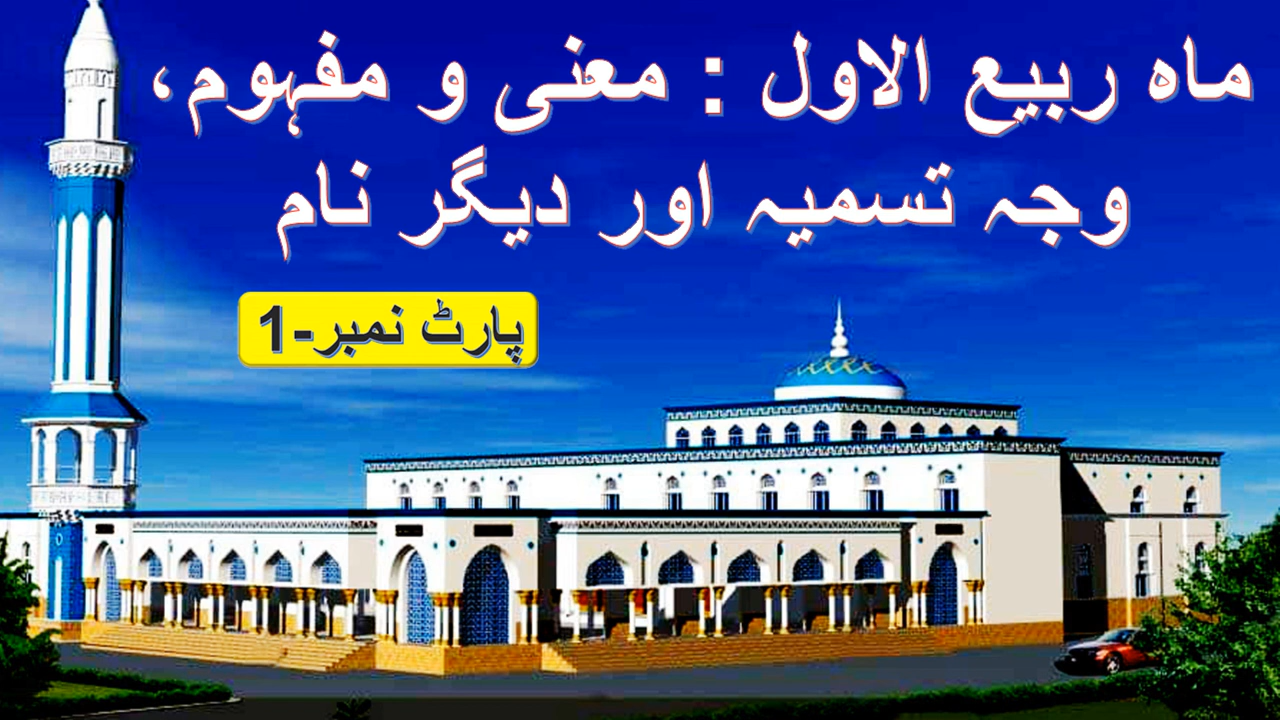 ماہ ربیع الاول : معنی و مفہوم،
وجہ تسمیہ اور دیگر نام
پارٹ نمبر-1